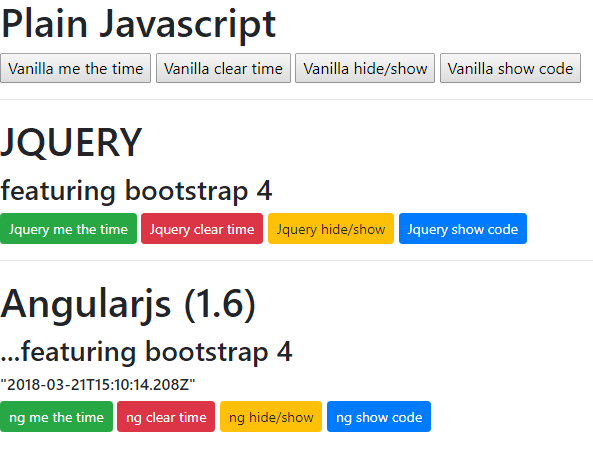 Plain Javascript
Vanilla me the time Vanilla clear time Vanilla hide/show Vanilla show code
JQUERY
featuring bootstrap 4
Jquery me the time Jquery clear time Jquery hide/show Jquery show code
Angularjs (1.6)
...featuring bootstrap 4
"2018-03-21T15:10:14.208Z"
ng me the time ng clear time ng hide/show ng show code